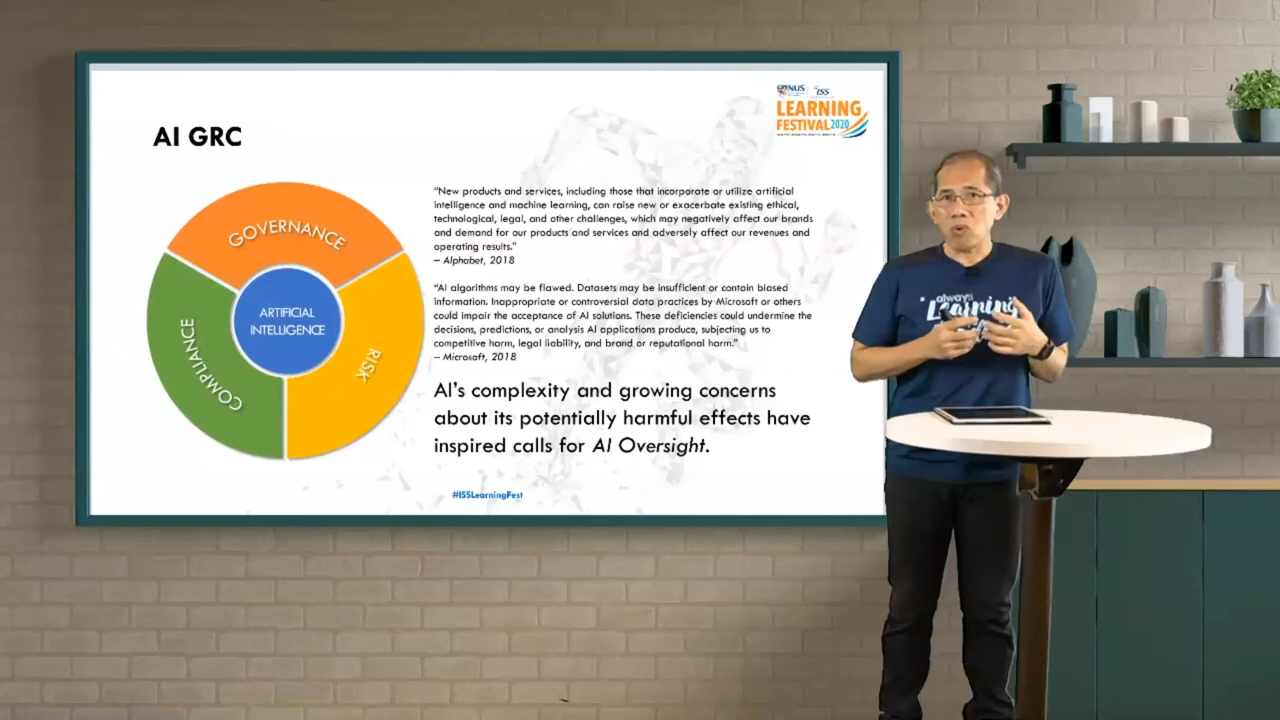 AI GRC
NUS
ISS
LEARNING
FESTIVAL 2020
GOVERNANCE
COMPLIANCE
RISK
ARTIFICIAL
INTELLIGENCE
“New products and services, including those that incorporate or utilize artificial
intelligence and machine learning, can raise new or exacerbate existing ethical,
technological, legal, and other challenges, which may negatively affect our brands
and demand for our products and services and adversely affect our revenues and
operating results.”
– Alphabet, 2018
“AI algorithms may be flawed. Datasets may be insufficient or contain biased
information. Inappropriate or controversial data practices by Microsoft or others
could impair the acceptance of AI solutions. These deficiencies could undermine the
decisions, predictions, or analysis AI applications produce, subjecting us to
competitive harm, legal liability, and brand or reputational harm.”
– Microsoft, 2018
AI’s complexity and growing concerns
about its potentially harmful effects have
inspired calls for AI Oversight.
#ISSLearningFest
always
Learning